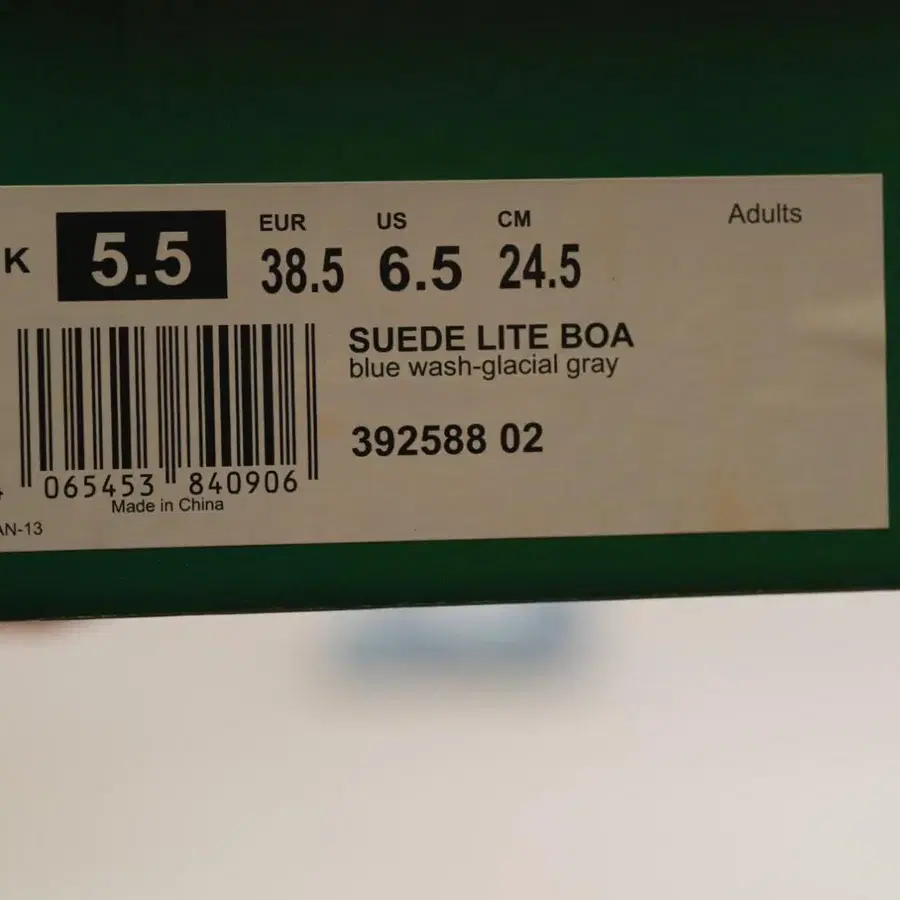 K 5.5 EUR 38.5 US 6.5 CM 24.5 Adults
SUEDE LITE BOA
blue wash-glacial gray
392588 02
065453 840906
Made in China
AN-13